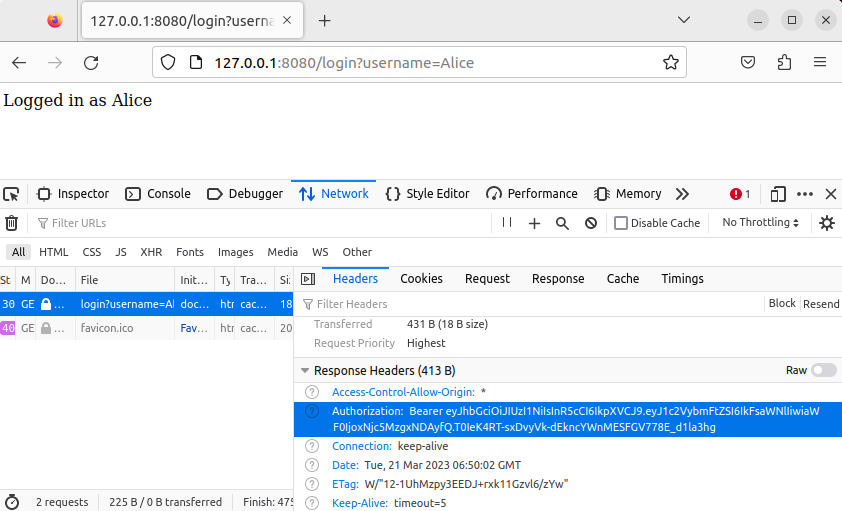 127.0.0.1:8080/login?userna
127.0.0.1:8080/login?username=Alice
Logged in as Alice
Inspector Console Debugger Network Style Editor Performance Memory 1
Filter URLs Disable Cache No Throttling
All HTML CSS JS XHR Fonts Images Media WS Other
Headers Cookies Request Response Cache Timings
St M Do... File Init... Ty Tra... Si
30 GE ... login?username=Al doc... htr cac... 18
40 GE ... favicon.ico Fav... htr cac... 20
Filter Headers Block Resend
Transferred 431 B (18 B size)
Request Priority Highest
Response Headers (413 B) Raw
Access-Control-Allow-Origin: *
Authorization: Bearer eyJhbGciOiJIUzI1NiIsInR5cCI6IkpXVCJ9.eyJ1c2VybmFtZSI6IkFsaWNlIiwiaW
F0IjoxNjc5MzgxNDAyfQ.T0IeK4RT-sxDvyVk-dEkncYWnMESFGV778E_d1la3hg
Connection: keep-alive
Date: Tue, 21 Mar 2023 06:50:02 GMT
ETag: W/"12-1UhMzpy3EEDJ+rxk11Gzvl6/zYw"
Keep-Alive: timeout=5
2 requests 225 B / 0 B transferred Finish: 475